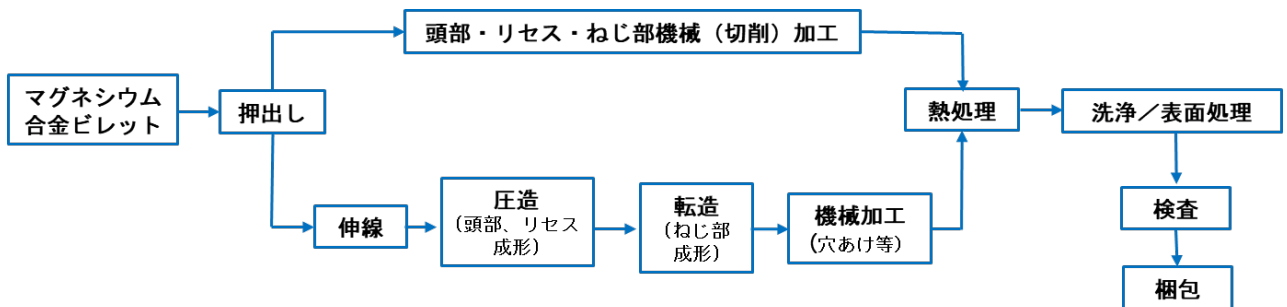 頭部・リセス・ねじ部機械（切削）加工
マグネシウム
合金ビレット
押出し
熱処理
洗浄／表面処理
伸線
圧造
（頭部、リセス
成形）
転造
（ねじ部
成形）
機械加工
（穴あけ等）
検査
梱包